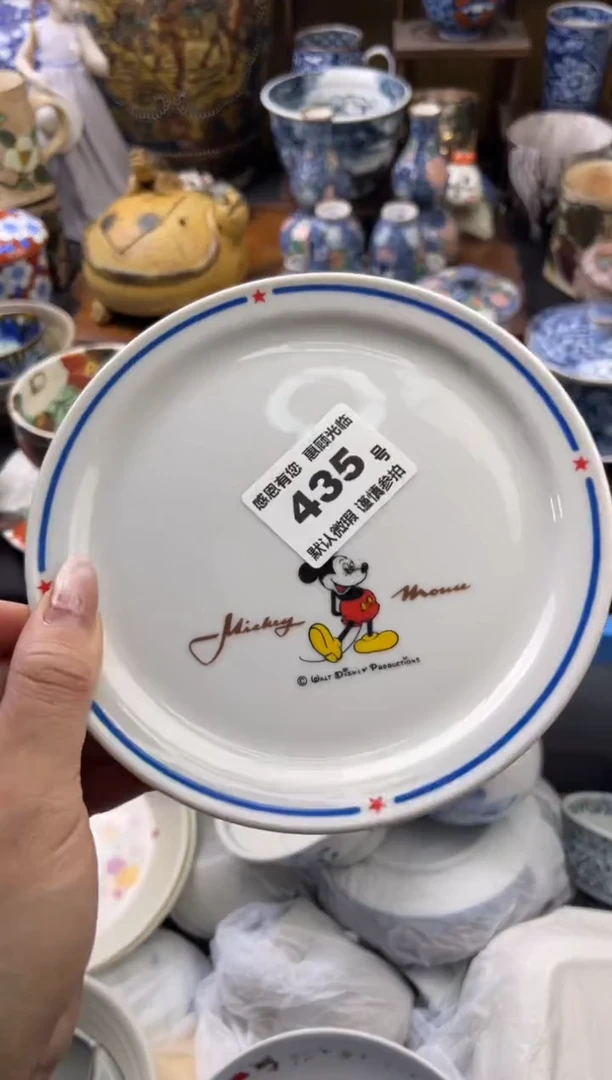 感恩有您 惠顾光临
435 号
默认微瑕 谨慎参拍
Mickey Mouse
© WALT DISNEY PRODUCTIONS